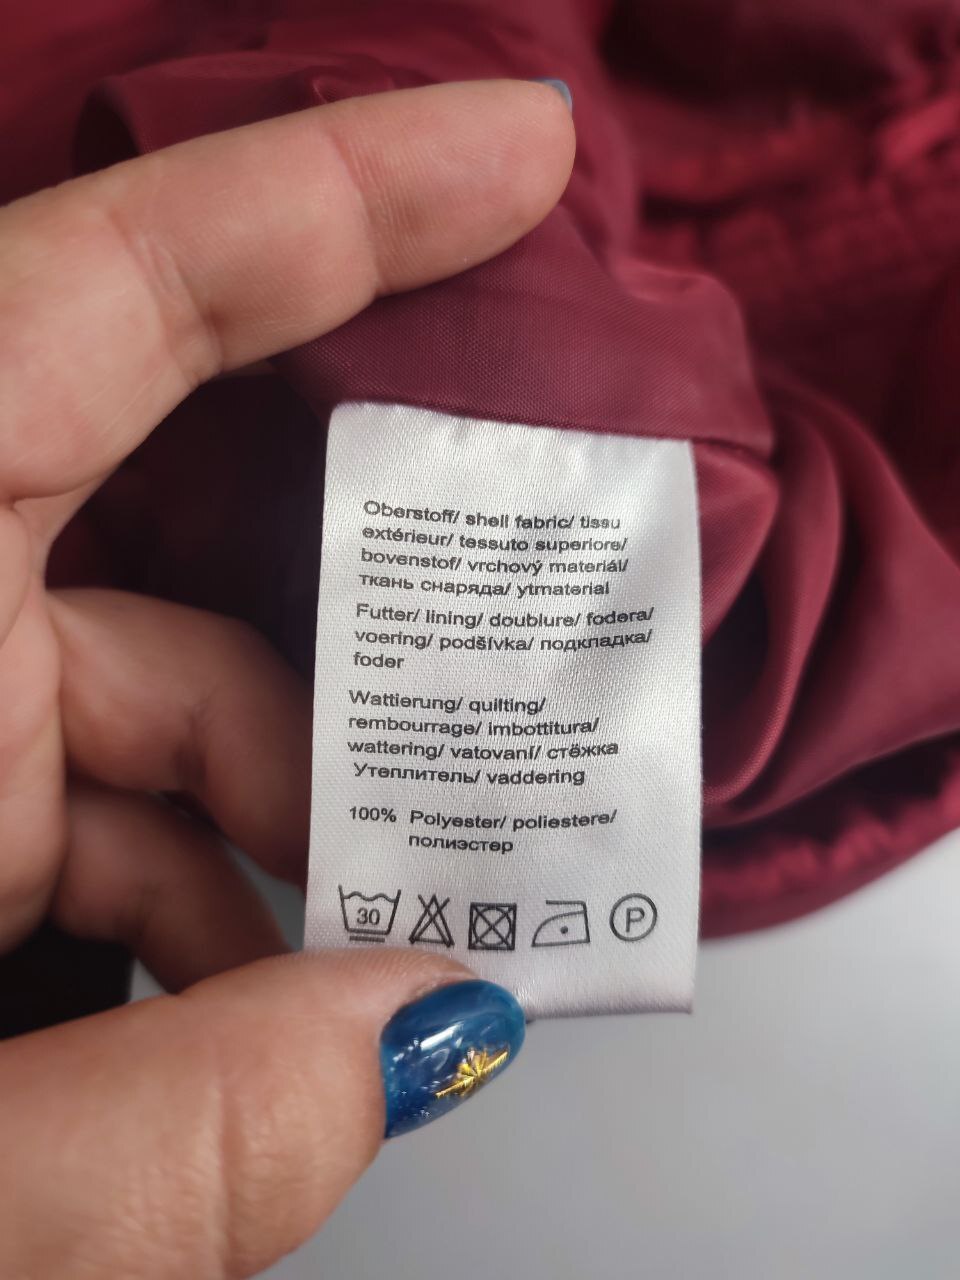 Oberstoff/ shell fabric/ tissu
extérieur/ tessuto superiore/
bovenstof/ vrchový materiál/
ткань снаряда/ ytmaterial
Futter/ lining/ doublure/ fodera/
voering/ podšívka/ подкладка/
foder
Wattierung/ quilting/
rembourrage/ imbottitura/
wattering/ vatovaní/ стёжка
Утеплитель/ vaddering
100% Polyester/ poliestere/
полиэстер
30 P